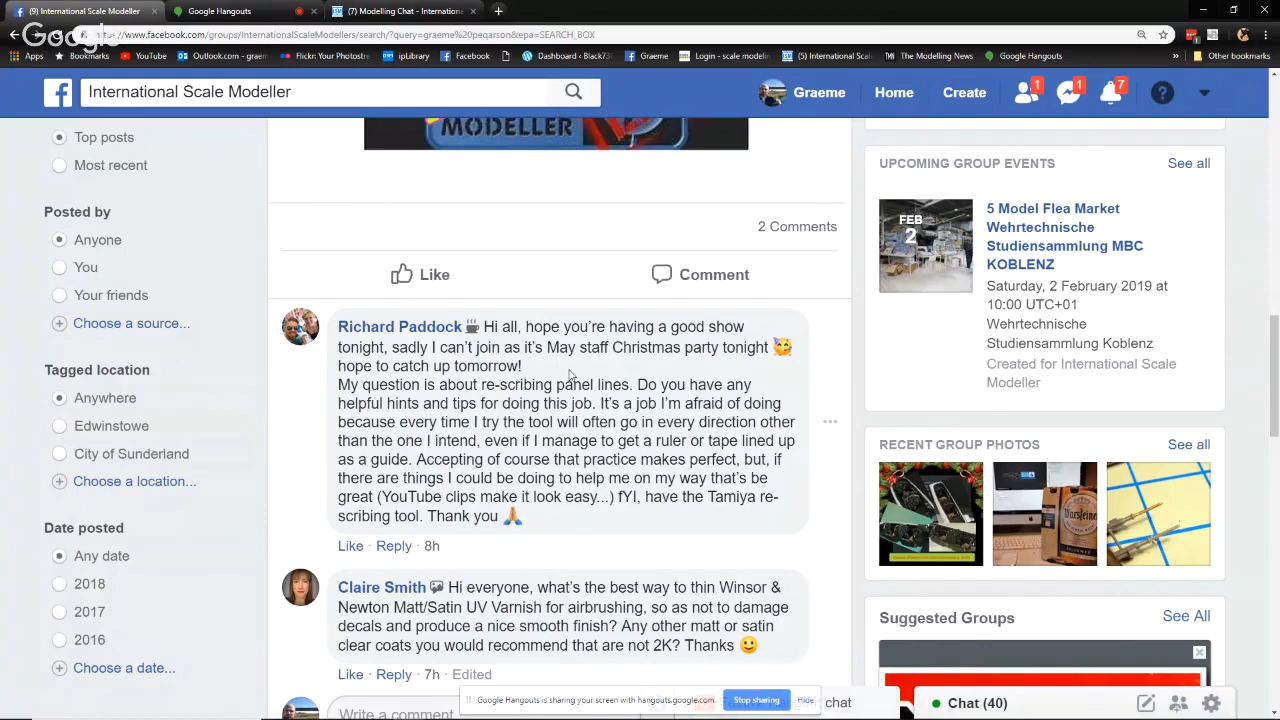 (9) International Scale Modeller
Google Hangouts
(7) Modelling Chat - Internationa
Google
https://www.facebook.com/groups/InternationalScaleModellers/search/?query=graeme%20peqarson&epa=SEARCH_BOX
Apps
Bookmarks
YouTube
Outlook.com - graem
Flickr: Your Photostre
ipLibrary
Dashboard ‹ Black73
Graeme
Login - scale modelin
(5) International Sca
The Modelling News
Google Hangouts
Other bookmarks
International Scale Modeller
Graeme
Home
Create
1
1
7
Top posts
Most recent
Posted by
Anyone
You
Your friends
Choose a source...
Tagged location
Anywhere
Edwinstowe
City of Sunderland
Choose a location...
Date posted
Any date
2018
2017
2016
Choose a date...
MODELLER
2 Comments
Like
Comment
Richard Paddock ☕ Hi all, hope you're having a good show
tonight, sadly I can't join as it's May staff Christmas party tonight 🥳
hope to catch up tomorrow!
My question is about re-scribing panel lines. Do you have any
helpful hints and tips for doing this job. It's a job I'm afraid of doing
because every time I try the tool will often go in every direction other
than the one I intend, even if I manage to get a ruler or tape lined up
as a guide. Accepting of course that practice makes perfect, but, if
there are things I could be doing to help me on my way that's be
great (YouTube clips make it look easy...) fYI, have the Tamiya re-
scribing tool. Thank you 🙏
Like · Reply · 8h
Claire Smith Hi everyone, what's the best way to thin Winsor &
Newton Matt/Satin UV Varnish for airbrushing, so as not to damage
decals and produce a nice smooth finish? Any other matt or satin
clear coats you would recommend that are not 2K? Thanks 🙂
Like · Reply · 7h · Edited
Write a comment
Google Hangouts is sharing your screen with hangouts.google.com.
Stop sharing
Hide
chat
UPCOMING GROUP EVENTS
See all
FEB
2
5 Model Flea Market
Wehrtechnische
Studiensammlung MBC
KOBLENZ
Saturday, 2 February 2019 at
10:00 UTC+01
Wehrtechnische
Studiensammlung Koblenz
Created for International Scale
Modeller
RECENT GROUP PHOTOS
See all
Warsteiner
Suggested Groups
See All
Chat (40)